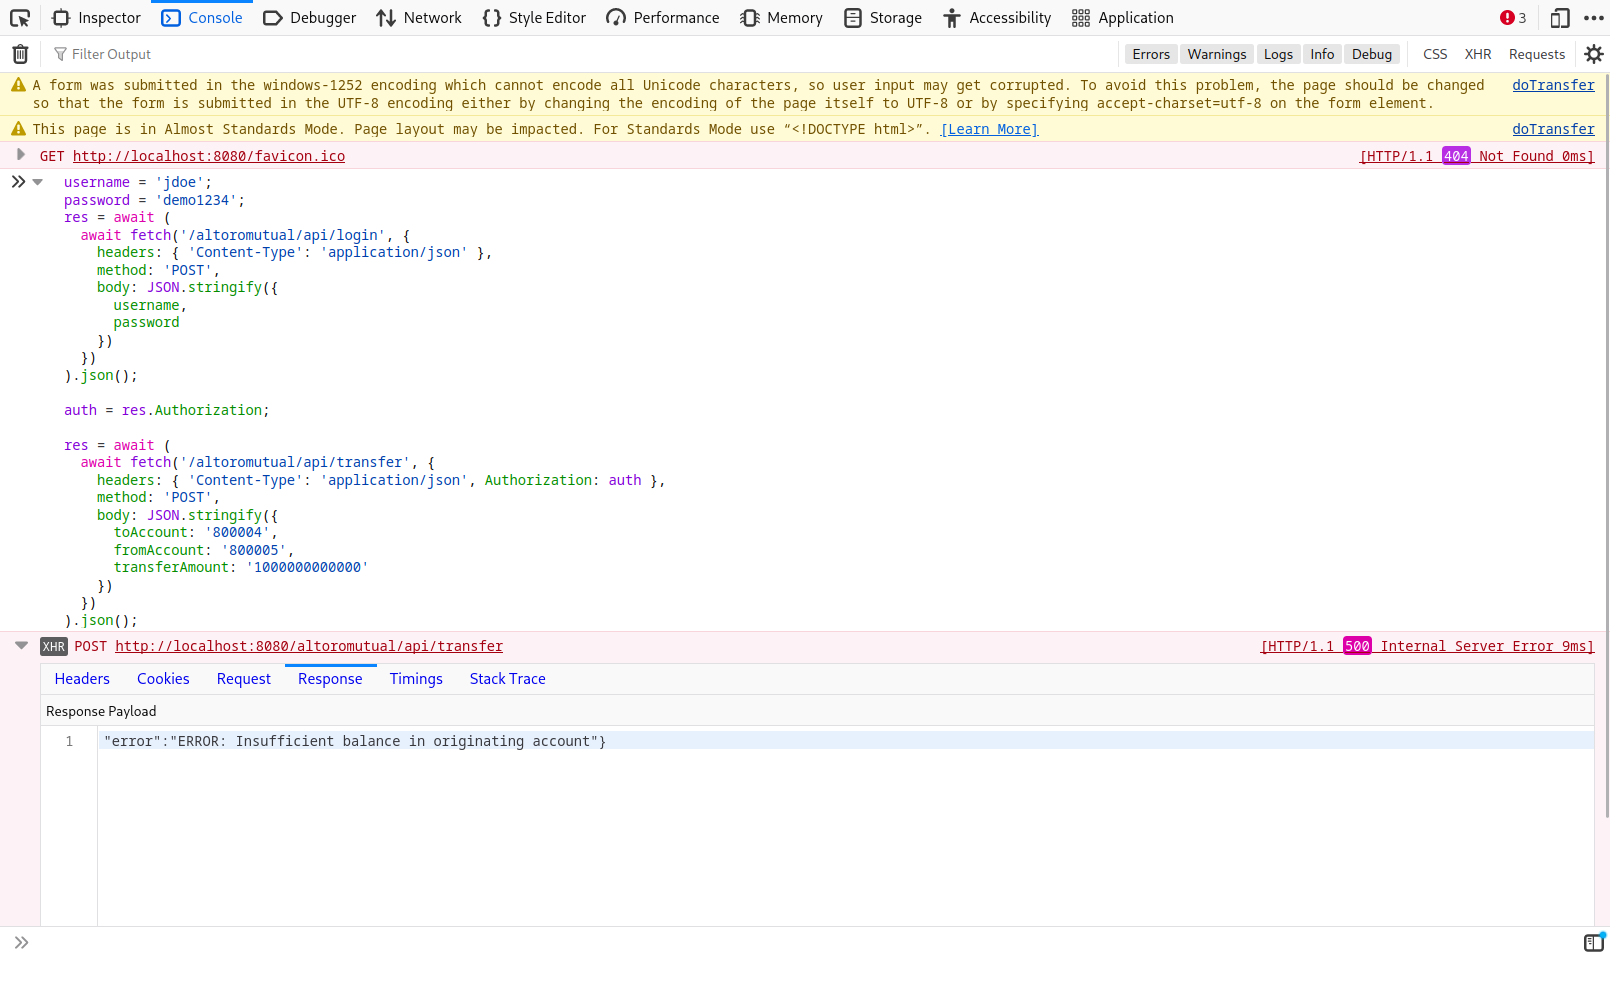 Inspector Console Debugger Network Style Editor Performance Memory Storage Accessibility Application 3
Filter Output Errors Warnings Logs Info Debug CSS XHR Requests
A form was submitted in the windows-1252 encoding which cannot encode all Unicode characters, so user input may get corrupted. To avoid this problem, the page should be changed doTransfer
so that the form is submitted in the UTF-8 encoding either by changing the encoding of the page itself to UTF-8 or by specifying accept-charset=utf-8 on the form element.
This page is in Almost Standards Mode. Page layout may be impacted. For Standards Mode use “<!DOCTYPE html>”. [Learn More] doTransfer
GET http://localhost:8080/favicon.ico [HTTP/1.1 404 Not Found 0ms]
username = 'jdoe';
password = 'demo1234';
res = await (
  await fetch('/altoromutual/api/login', {
    headers: { 'Content-Type': 'application/json' },
    method: 'POST',
    body: JSON.stringify({
      username,
      password
    })
  })
).json();
auth = res.Authorization;
res = await (
  await fetch('/altoromutual/api/transfer', {
    headers: { 'Content-Type': 'application/json', Authorization: auth },
    method: 'POST',
    body: JSON.stringify({
      toAccount: '800004',
      fromAccount: '800005',
      transferAmount: '1000000000000'
    })
  })
).json();
XHR POST http://localhost:8080/altoromutual/api/transfer [HTTP/1.1 500 Internal Server Error 9ms]
Headers Cookies Request Response Timings Stack Trace
Response Payload
1 "error":"ERROR: Insufficient balance in originating account"}